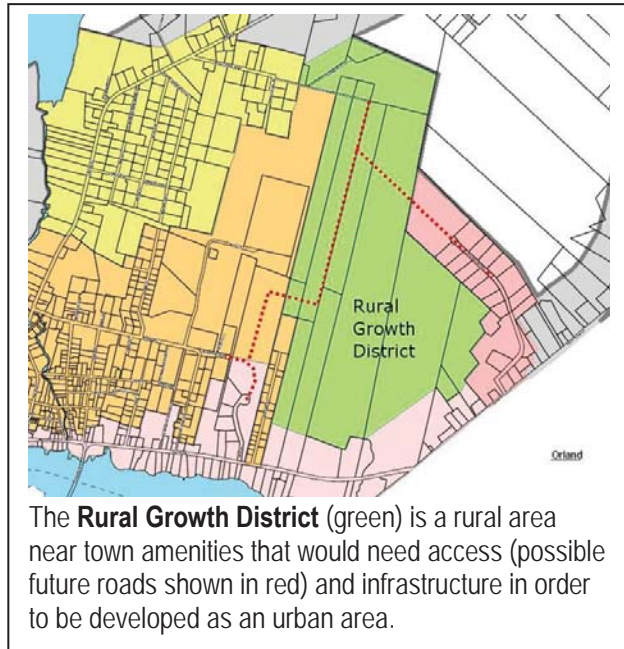 Rural
Growth
District
Orland
The Rural Growth District (green) is a rural area
near town amenities that would need access (possible
future roads shown in red) and infrastructure in order
to be developed as an urban area.